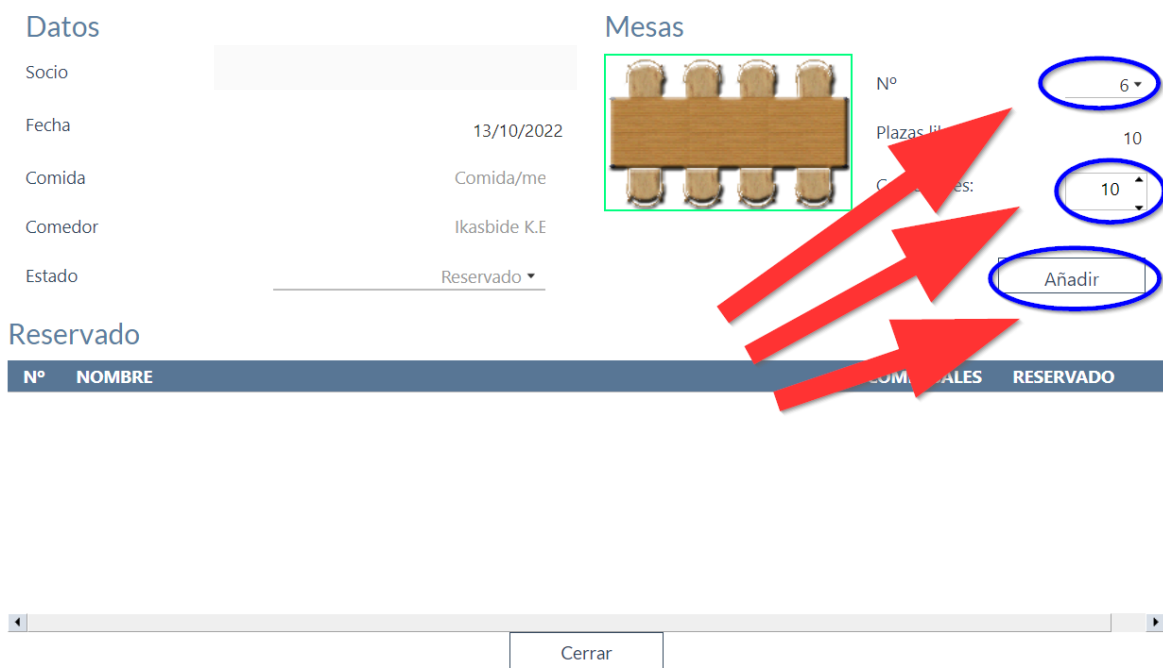 Datos
Socio
Fecha 13/10/2022
Comida Comida/me
Comedor Ikasbide K.E
Estado Reservado
Mesas
Nº 6
Plazas 10
10
Añadir
Reservado
Nº NOMBRE RESERVADO
Cerrar